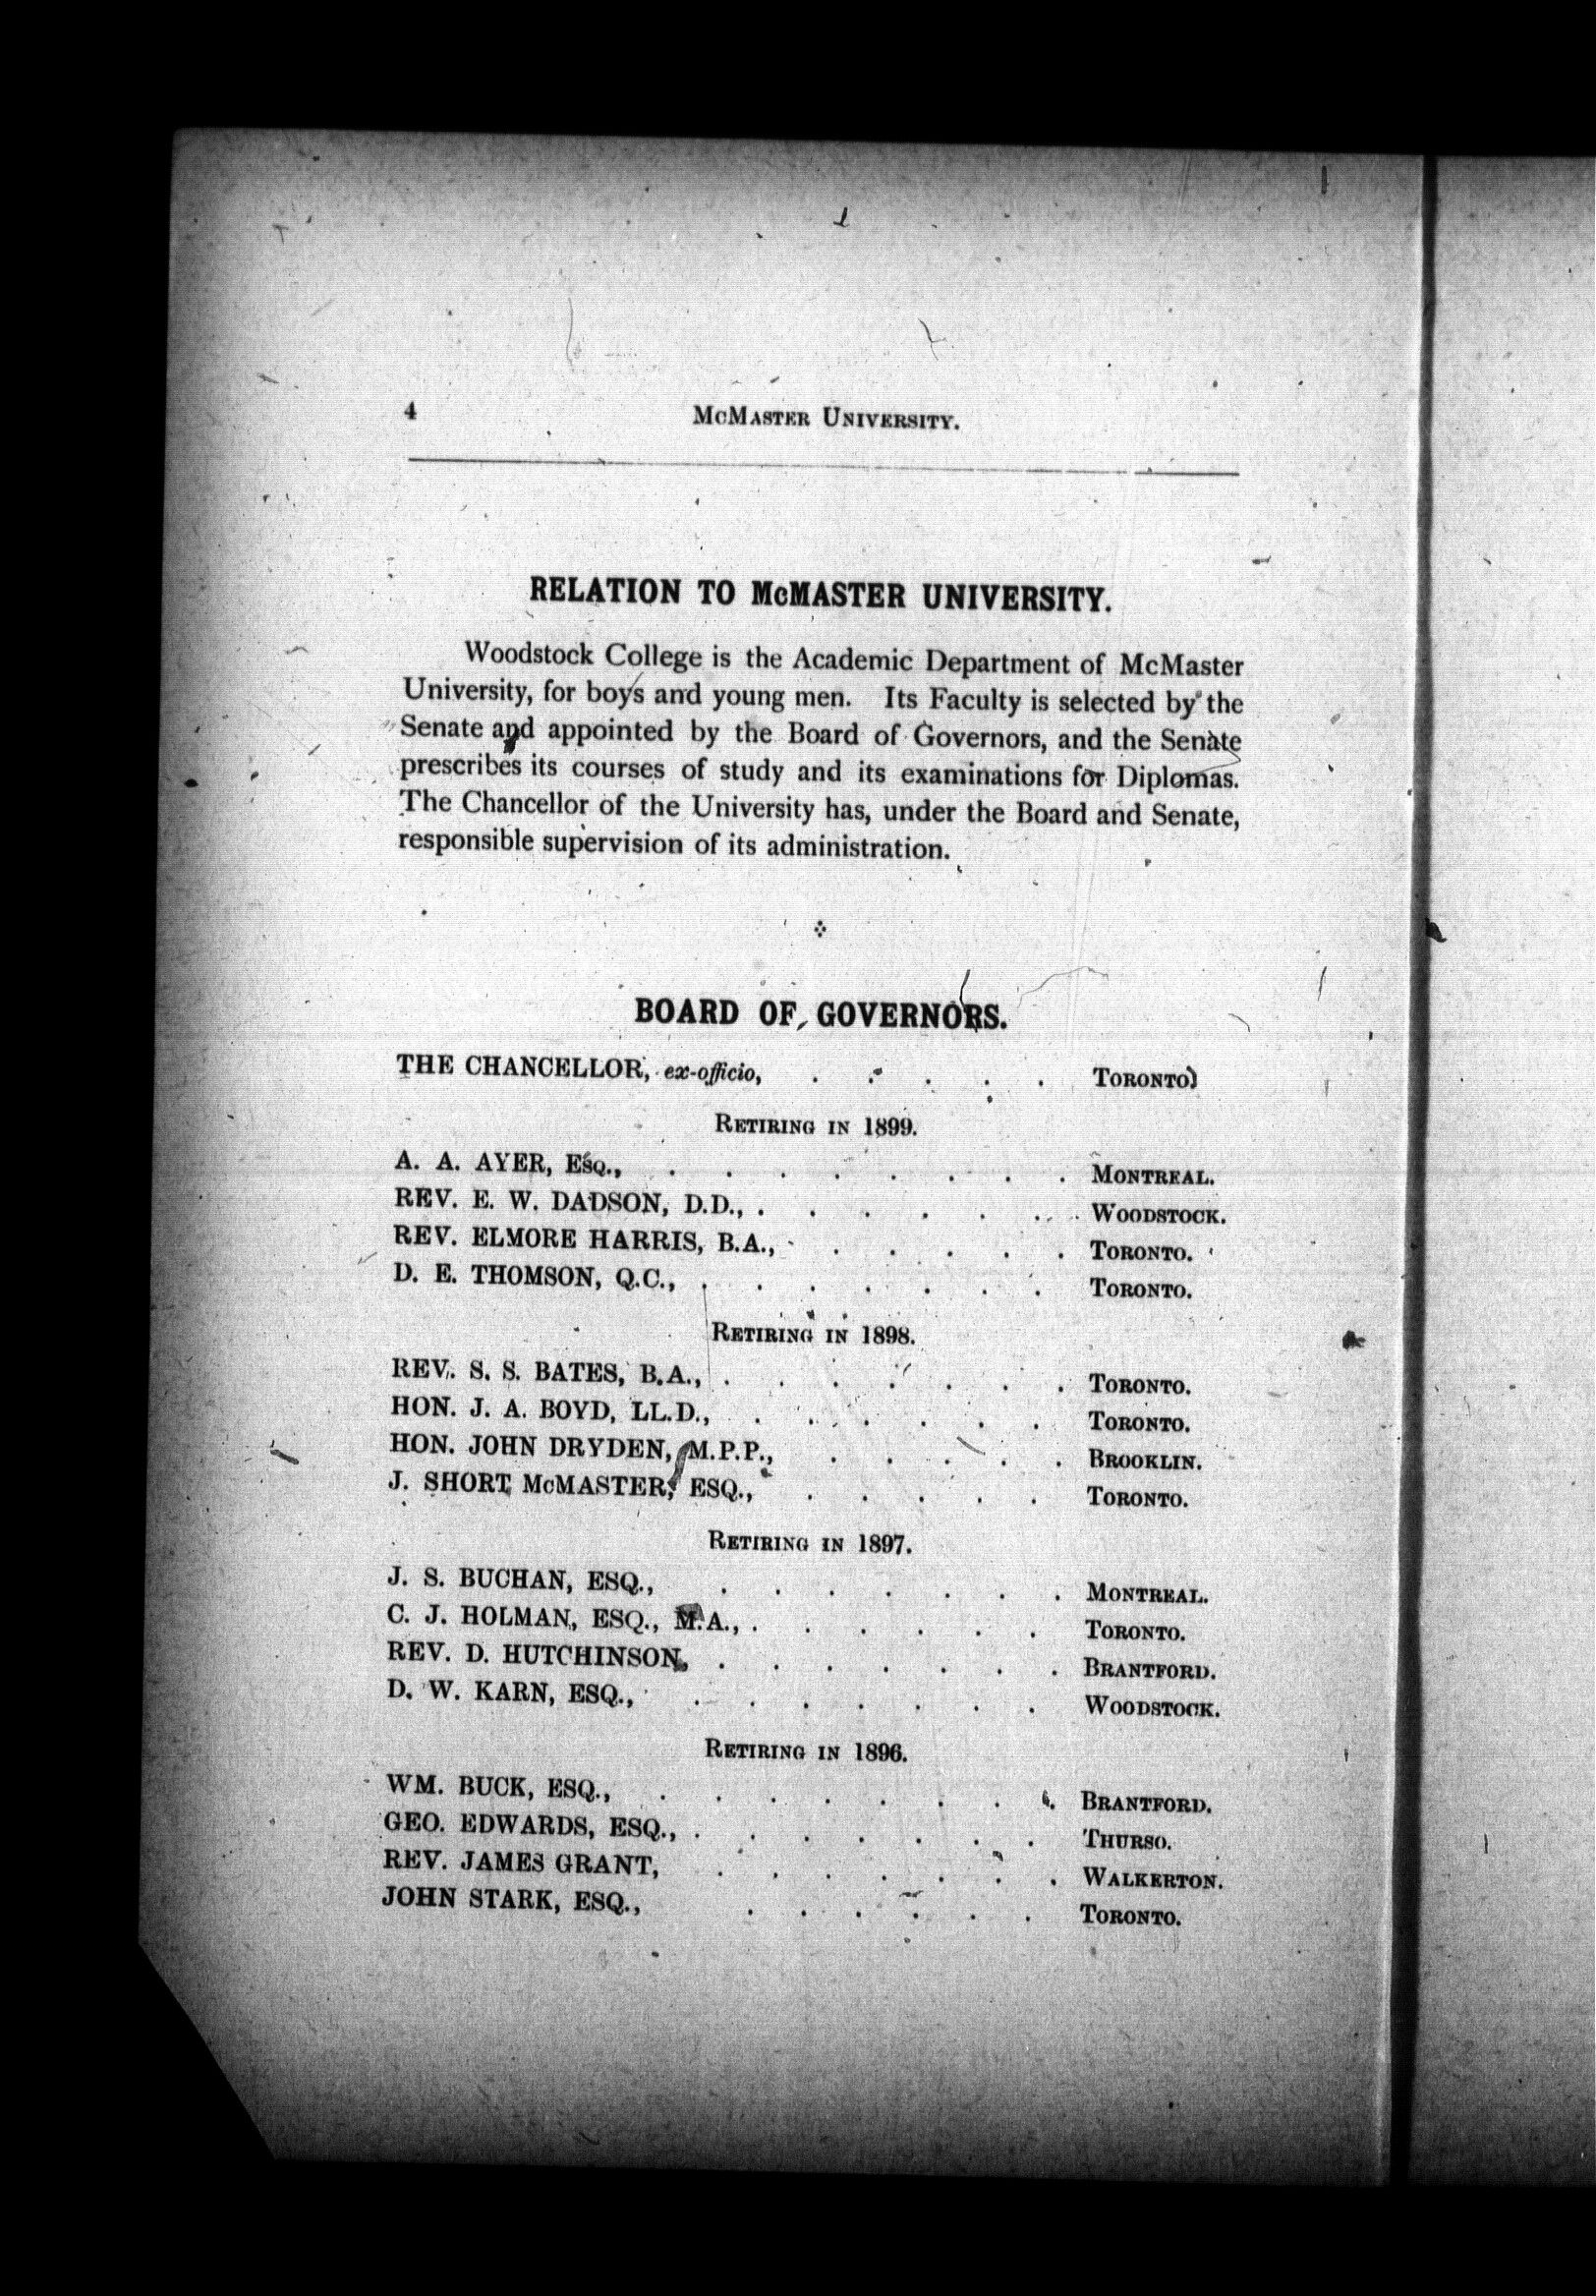 4 McMaster University.
RELATION TO McMASTER UNIVERSITY.
Woodstock College is the Academic Department of McMaster
University, for boys and young men. Its Faculty is selected by the
Senate and appointed by the Board of Governors, and the Senate
prescribes its courses of study and its examinations for Diplomas.
The Chancellor of the University has, under the Board and Senate,
responsible supervision of its administration.
BOARD OF GOVERNORS.
THE CHANCELLOR, ex-officio, . . . . . Toronto
Retiring in 1899.
A. A. AYER, Esq., . . . . . . . . Montreal.
REV. E. W. DADSON, D.D., . . . . . . . Woodstock.
REV. ELMORE HARRIS, B.A., . . . . . Toronto.
D. E. THOMSON, Q.C., . . . . . . . Toronto.
Retiring in 1898.
REV. S. S. BATES, B.A., . . . . . . . Toronto.
HON. J. A. BOYD, LL.D., . . . . . . Toronto.
HON. JOHN DRYDEN, M.P.P., . . . . . Brooklin.
J. SHORT McMASTER, ESQ., . . . . . Toronto.
Retiring in 1897.
J. S. BUCHAN, ESQ., . . . . . . . Montreal.
C. J. HOLMAN, ESQ., M.A., . . . . . . Toronto.
REV. D. HUTCHINSON, . . . . . . . Brantford.
D. W. KARN, ESQ., . . . . . . . Woodstock.
Retiring in 1896.
WM. BUCK, ESQ., . . . . . . . . Brantford.
GEO. EDWARDS, ESQ., . . . . . . . Thurso.
REV. JAMES GRANT, . . . . . . . Walkerton.
JOHN STARK, ESQ., . . . . . . Toronto.